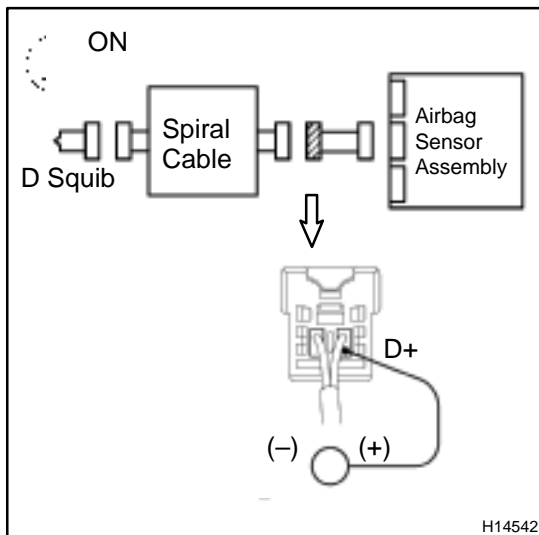 ON
D Squib
Spiral
Cable
Airbag
Sensor
Assembly
D+
(−)
(+)
H14542